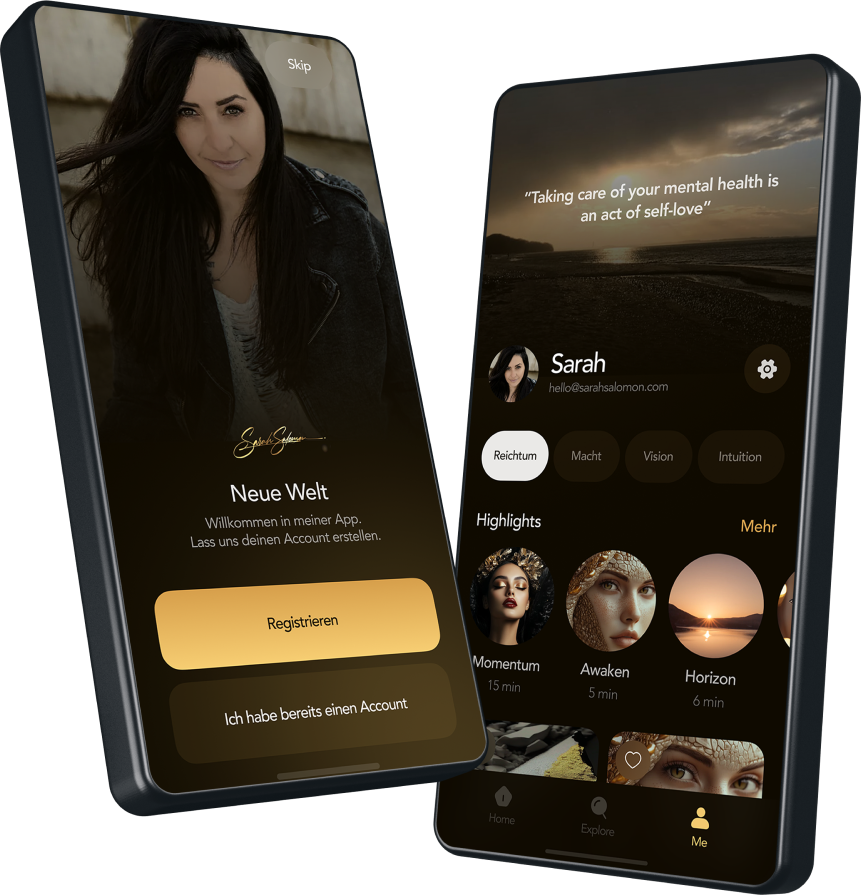 Skip
Sarah Salomon
Neue Welt
Willkommen in meiner App.
Lass uns deinen Account erstellen.
Registrieren
Ich habe bereits einen Account
“Taking care of your mental health is
an act of self-love”
Sarah
hello@sarahsalomon.com
Reichtum Macht Vision Intuition
Highlights Mehr
Momentum Awaken Horizon
15 min 5 min 6 min
Home Explore Me